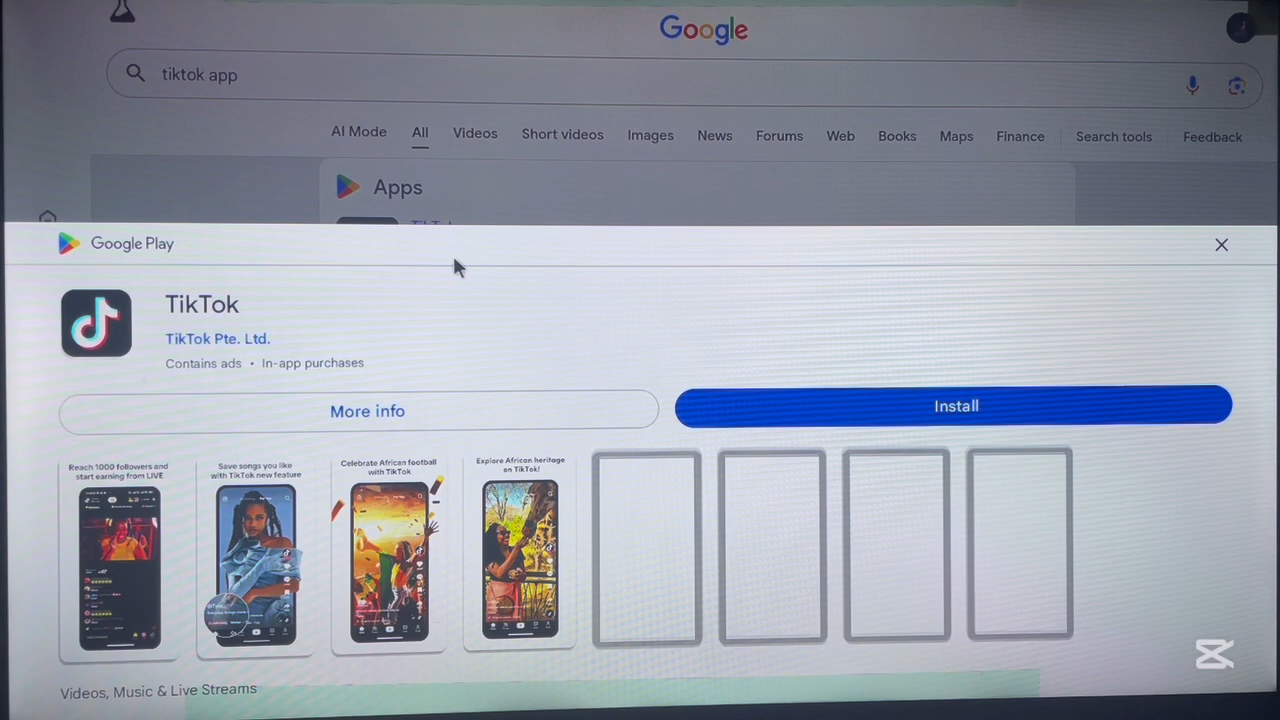 Google
tiktok app
AI Mode All Videos Short videos Images News Forums Web Books Maps Finance Search tools Feedback
Apps
Google Play
TikTok
TikTok Pte. Ltd.
Contains ads • In-app purchases
More info
Install
Reach 1000 followers and
start earning from LIVE
Save songs you like
with TikTok new feature
Celebrate African football
with TikTok
Explore African heritage
on TikTok!
Videos, Music & Live Streams